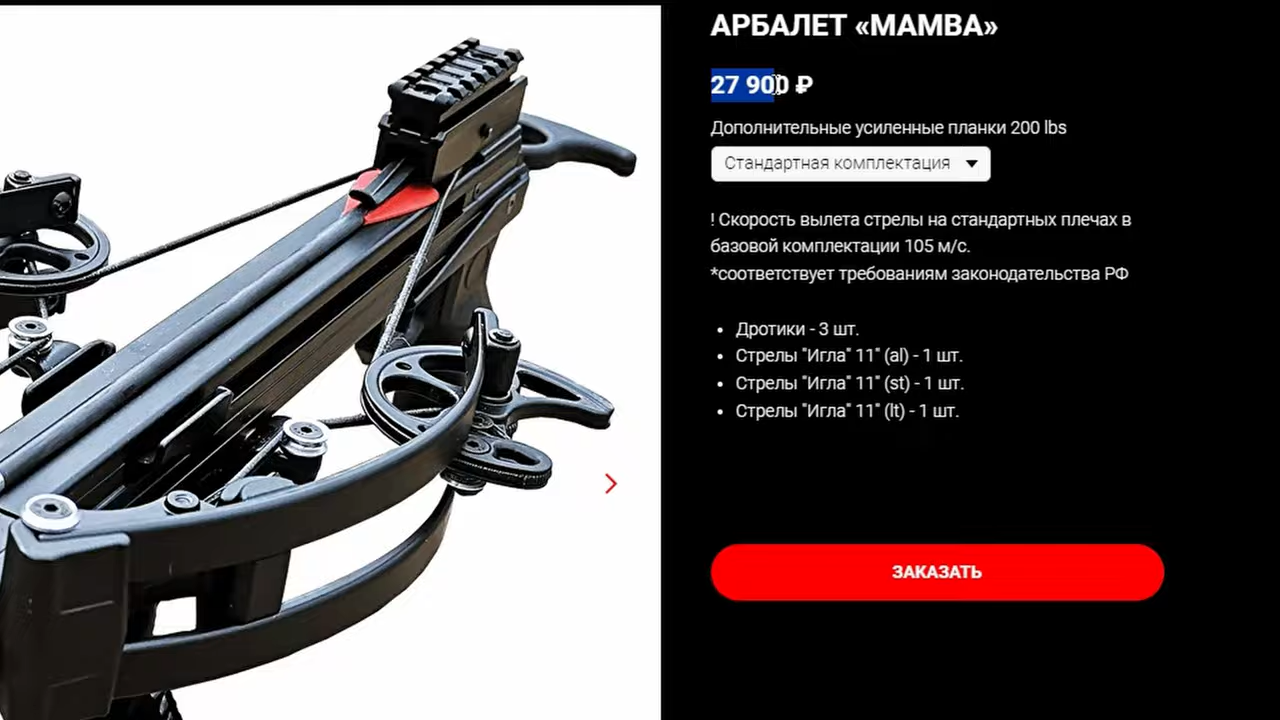 АРБАЛЕТ «МАМВА»
27 900 ₽
Дополнительные усиленные планки 200 lbs
Стандартная комплектация
! Скорость вылета стрелы на стандартных плечах в
базовой комплектации 105 м/с.
*соответствует требованиям законодательства РФ
• Дротики - 3 шт.
• Стрелы "Игла" 11" (al) - 1 шт.
• Стрелы "Игла" 11" (st) - 1 шт.
• Стрелы "Игла" 11" (lt) - 1 шт.
ЗАКАЗАТЬ